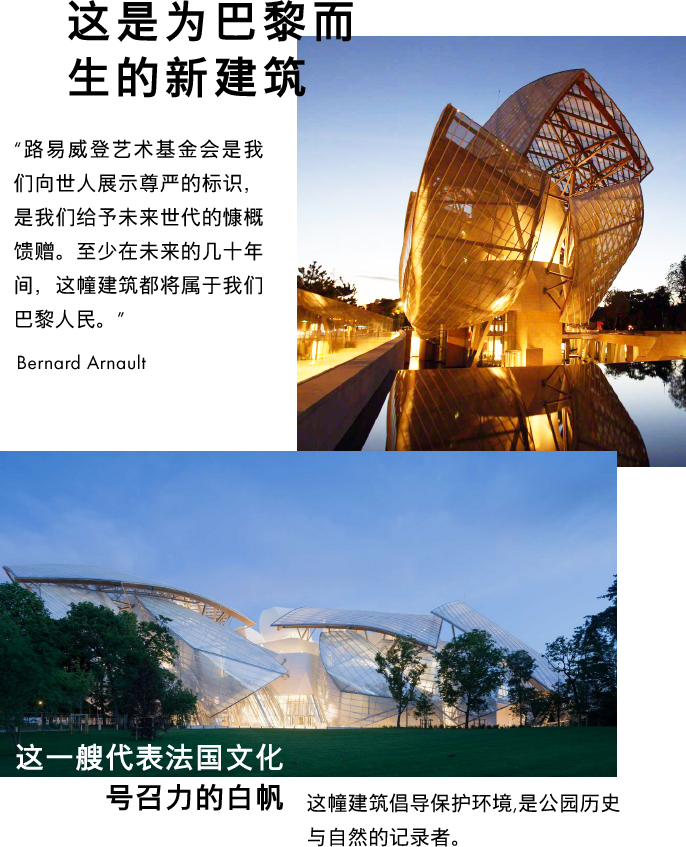 这是为巴黎而
生的新建筑
“路易威登艺术基金会是我
们向世人展示尊严的标识，
是我们给予未来世代的慷概
馈赠。至少在未来的几十年
间，这幢建筑都将属于我们
巴黎人民。”
Bernard Arnault
这一艘代表法国文化
号召力的白帆
这幢建筑倡导保护环境,是公园历史
与自然的记录者。